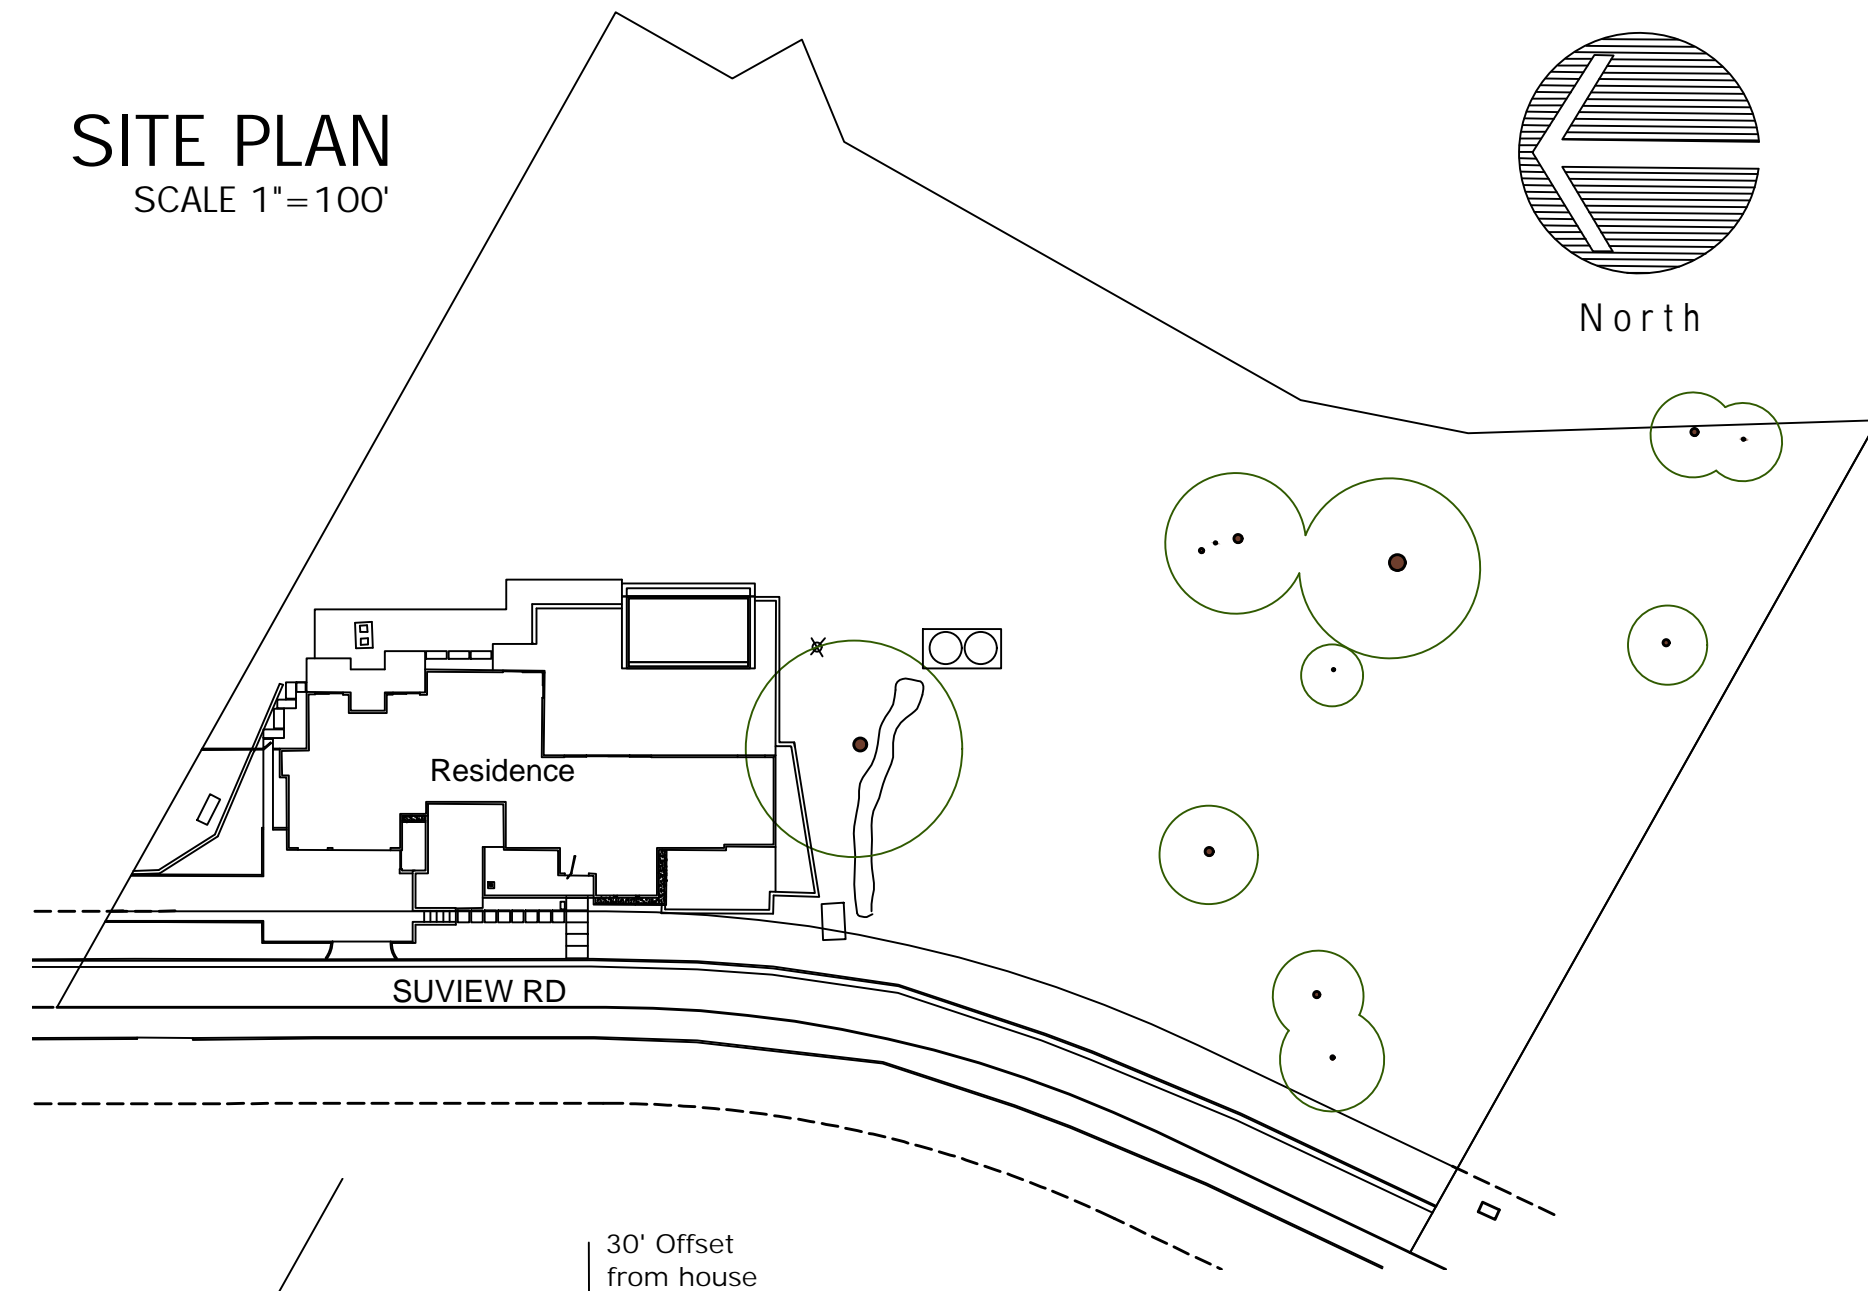 SITE PLAN
SCALE 1"=100'
North
Residence
SUVIEW RD
30' Offset
from house